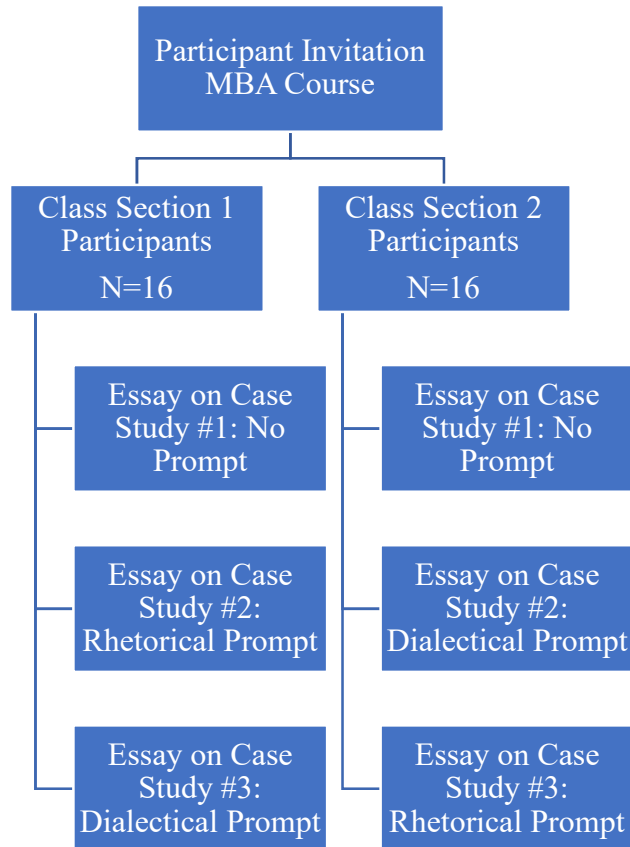 Participant Invitation
MBA Course
Class Section 1
Participants
N=16
Essay on Case
Study #1: No
Prompt
Essay on Case
Study #2:
Rhetorical Prompt
Essay on Case
Study #3:
Dialectical Prompt
Class Section 2
Participants
N=16
Essay on Case
Study #1: No
Prompt
Essay on Case
Study #2:
Dialectical Prompt
Essay on Case
Study #3:
Rhetorical Prompt